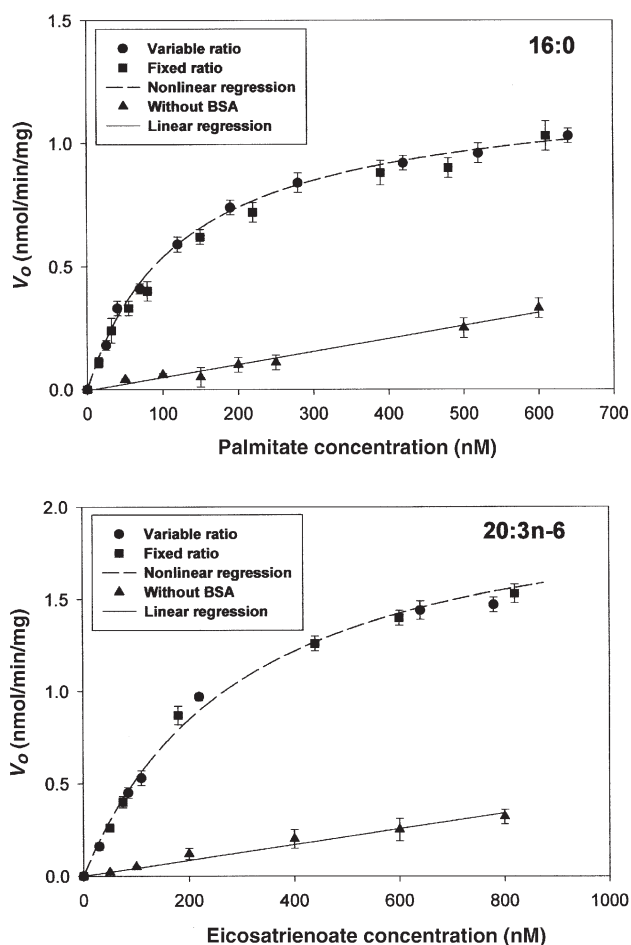 1.5
Variable ratio
Fixed ratio
Nonlinear regression
Without BSA
Linear regression
16:0
1.0
0.5
0.0
Vo (nmol/min/mg)
0 100 200 300 400 500 600 700
Palmitate concentration (nM)
2.0
Variable ratio
Fixed ratio
Nonlinear regression
Without BSA
Linear regression
20:3n-6
1.5
1.0
0.5
0.0
Vo (nmol/min/mg)
0 200 400 600 800 1000
Eicosatrienoate concentration (nM)